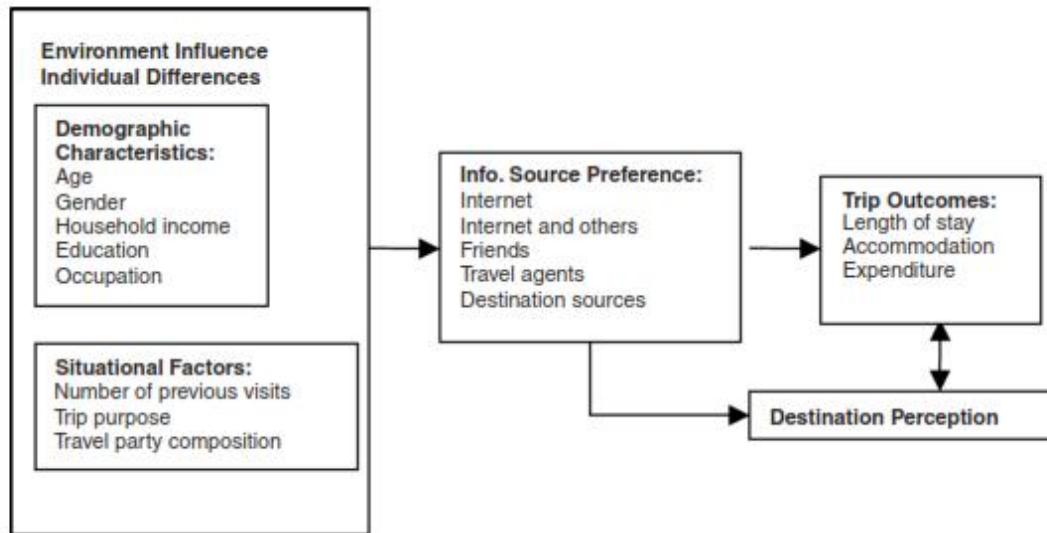 Environment Influence
Individual Differences
Demographic
Characteristics:
Age
Gender
Household income
Education
Occupation
Situational Factors:
Number of previous visits
Trip purpose
Travel party composition
Info. Source Preference:
Internet
Internet and others
Friends
Travel agents
Destination sources
Trip Outcomes:
Length of stay
Accommodation
Expenditure
Destination Perception